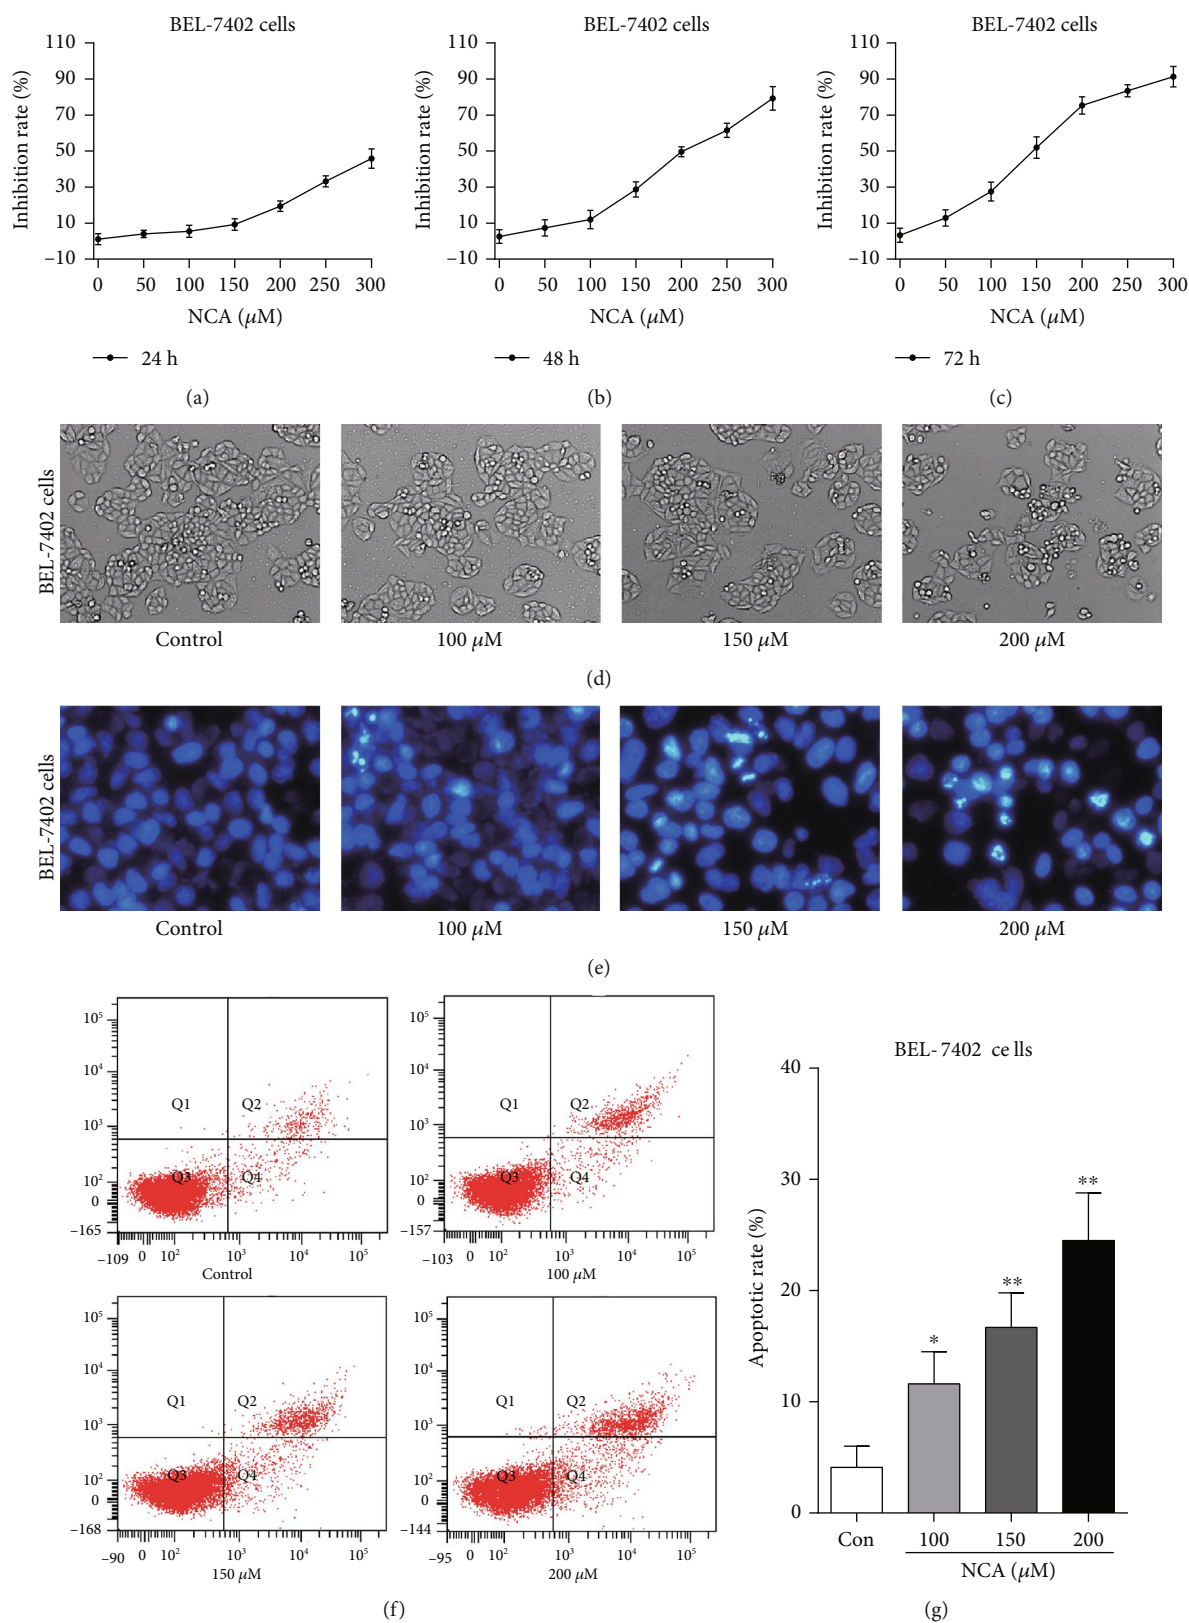 BEL-7402 cells
BEL-7402 cells
BEL-7402 cells
Inhibition rate (%)
110
90
70
50
30
10
−10
0 50 100 150 200 250 300
NCA (μM)
24 h
(a)
Inhibition rate (%)
110
90
70
50
30
10
−10
0 50 100 150 200 250 300
NCA (μM)
48 h
(b)
Inhibition rate (%)
110
90
70
50
30
10
−10
0 50 100 150 200 250 300
NCA (μM)
72 h
(c)
BEL-7402 cells
Control 100 μM 150 μM 200 μM
(d)
BEL-7402 cells
Control 100 μM 150 μM 200 μM
(e)
10⁵
10⁴
10³
10²
0
−165
Q1 Q2
Q3 Q4
−109 0 10² 10³ 10⁴ 10⁵
Control
10⁵
10⁴
10³
10²
0
−157
Q1 Q2
Q3 Q4
−103 0 10² 10³ 10⁴ 10⁵
100 μM
10⁵
10⁴
10³
10²
0
−168
Q1 Q2
Q3 Q4
−90 0 10² 10³ 10⁴ 10⁵
150 μM
10⁵
10⁴
10³
10²
0
−144
Q1 Q2
Q3 Q4
−95 0 10² 10³ 10⁴ 10⁵
200 μM
(f)
BEL-7402 cells
Apoptotic rate (%)
40
30
20
10
0
* ** **
Con 100 150 200
NCA (μM)
(g)